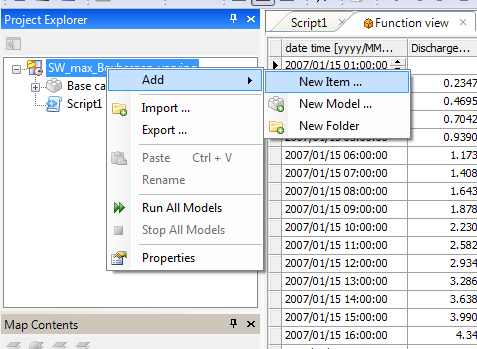 Project Explorer
SW_max_
Base ca
Script1
Add
Import ...
Export ...
Paste Ctrl + V
Rename
Run All Models
Stop All Models
Properties
New Item ...
New Model ...
New Folder
Map Contents
Script1 Function view
date time [yyyy/MM... Discharge...
2007/01/15 01:00:00
0.2347
0.4695
0.7042
0.9390
2007/01/15 06:00:00 1.173
2007/01/15 07:00:00 1.408
2007/01/15 08:00:00 1.643
2007/01/15 09:00:00 1.878
2007/01/15 10:00:00 2.230
2007/01/15 11:00:00 2.582
2007/01/15 12:00:00 2.934
2007/01/15 13:00:00 3.286
2007/01/15 14:00:00 3.638
2007/01/15 15:00:00 3.990
2007/01/15 16:00:00 4.34